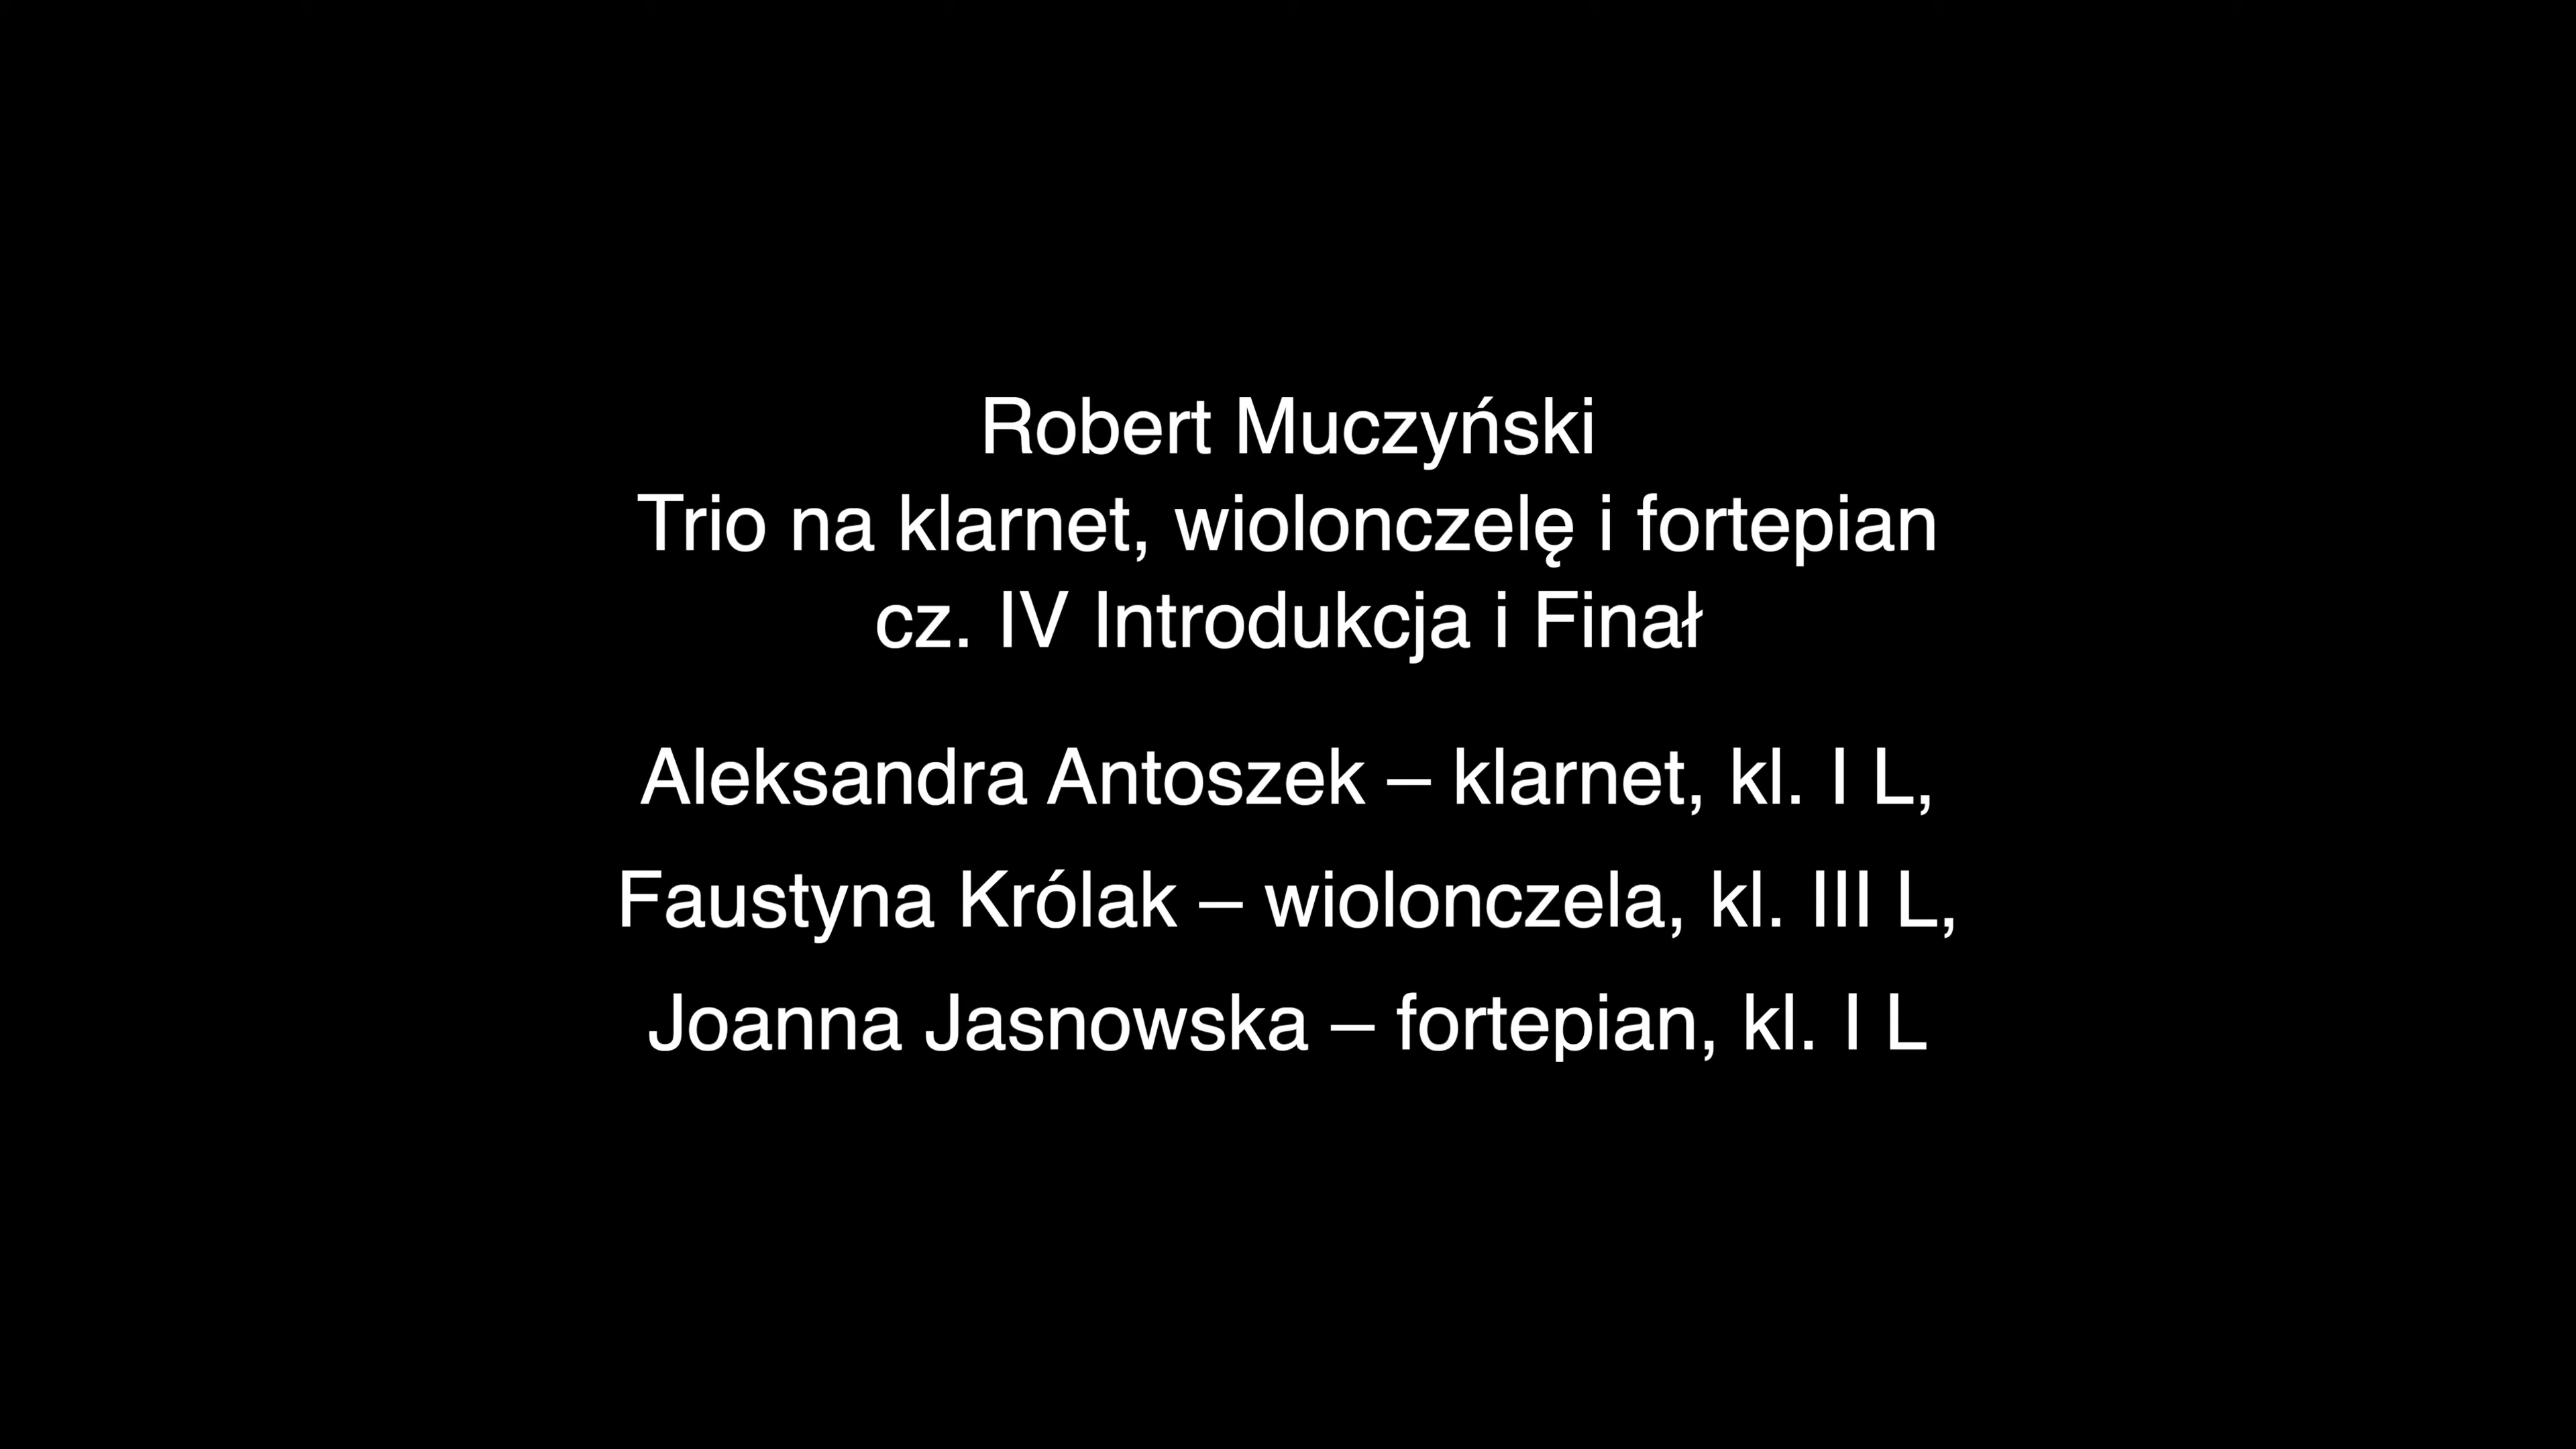 Robert Muczyński
Trio na klarnet, wiolonczelę i fortepian
cz. IV Introdukcja i Finał
Aleksandra Antoszek – klarnet, kl. I L,
Faustyna Królak – wiolonczela, kl. III L,
Joanna Jasnowska – fortepian, kl. I L